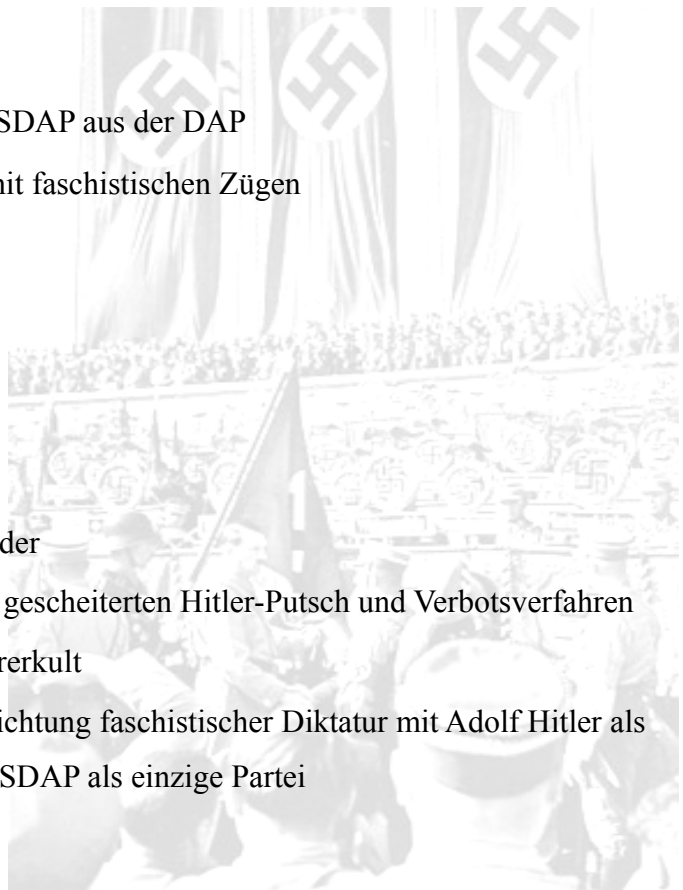 SDAP aus der DAP
nit faschistischen Zügen
der
gescheiterten Hitler-Putsch und Verbotsverfahren
rerkult
ichtung faschistischer Diktatur mit Adolf Hitler als
SDAP als einzige Partei